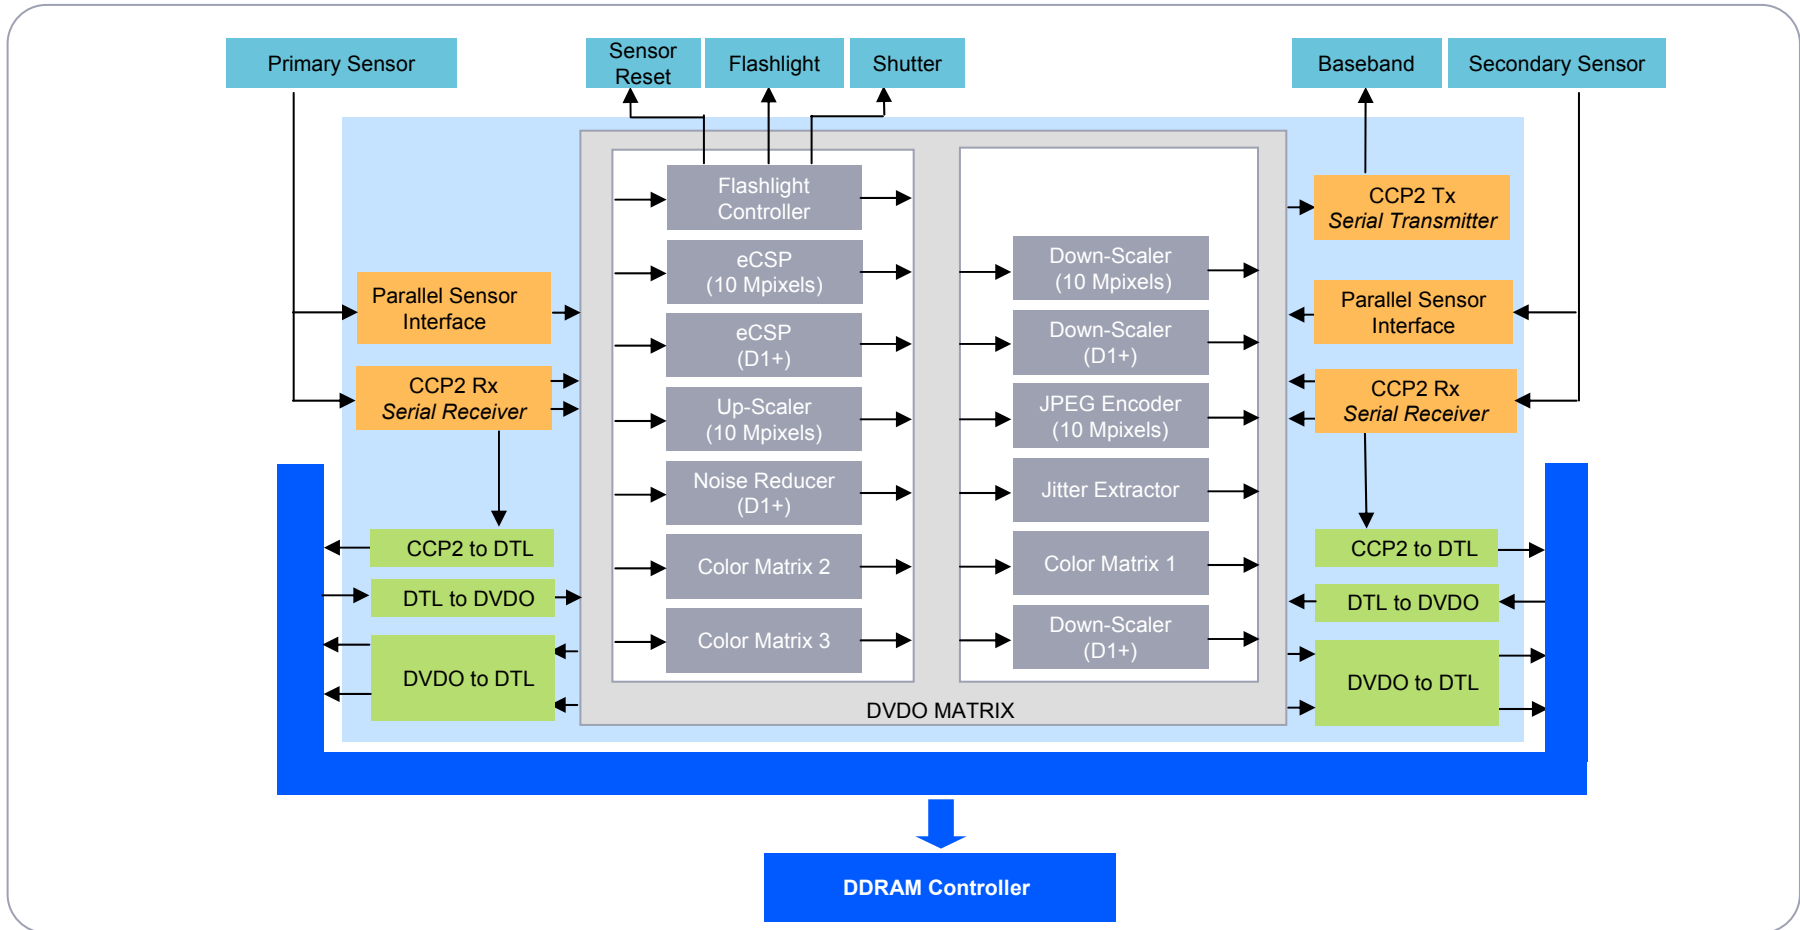 Primary Sensor
Sensor
Reset
Flashlight
Shutter
Baseband
Secondary Sensor
Flashlight
Controller
eCSP
(10 Mpixels)
eCSP
(D1+)
Up-Scaler
(10 Mpixels)
Noise Reducer
(D1+)
Color Matrix 2
Color Matrix 3
Down-Scaler
(10 Mpixels)
Down-Scaler
(D1+)
JPEG Encoder
(10 Mpixels)
Jitter Extractor
Color Matrix 1
Down-Scaler
(D1+)
DVDO MATRIX
Parallel Sensor
Interface
CCP2 Rx
Serial Receiver
CCP2 to DTL
DTL to DVDO
DVDO to DTL
CCP2 Tx
Serial Transmitter
Parallel Sensor
Interface
CCP2 Rx
Serial Receiver
CCP2 to DTL
DTL to DVDO
DVDO to DTL
DDRAM Controller